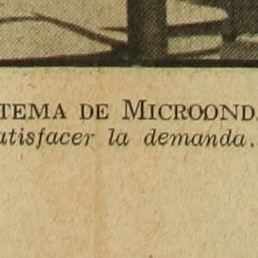 TEMA DE MICROOND
atisfacer la demanda.